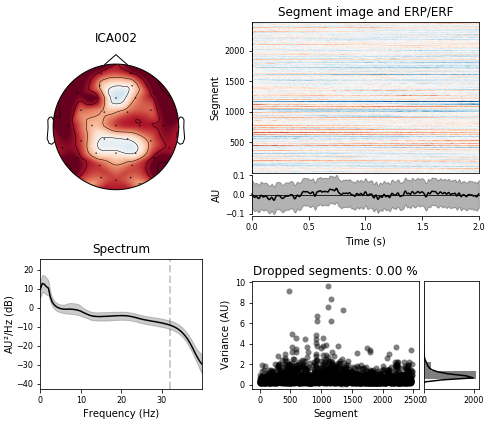 ICA002
Segment image and ERP/ERF
Segment
2000
1500
1000
500
AU
0.1
0.0
−0.1
0.0 0.5 1.0 1.5 2.0
Time (s)
Spectrum
AU²/Hz (dB)
20
10
0
−10
−20
−30
−40
0 10 20 30
Frequency (Hz)
Dropped segments: 0.00 %
Variance (AU)
10
8
6
4
2
0
0 500 1000 1500 2000 2500
Segment
0 2000